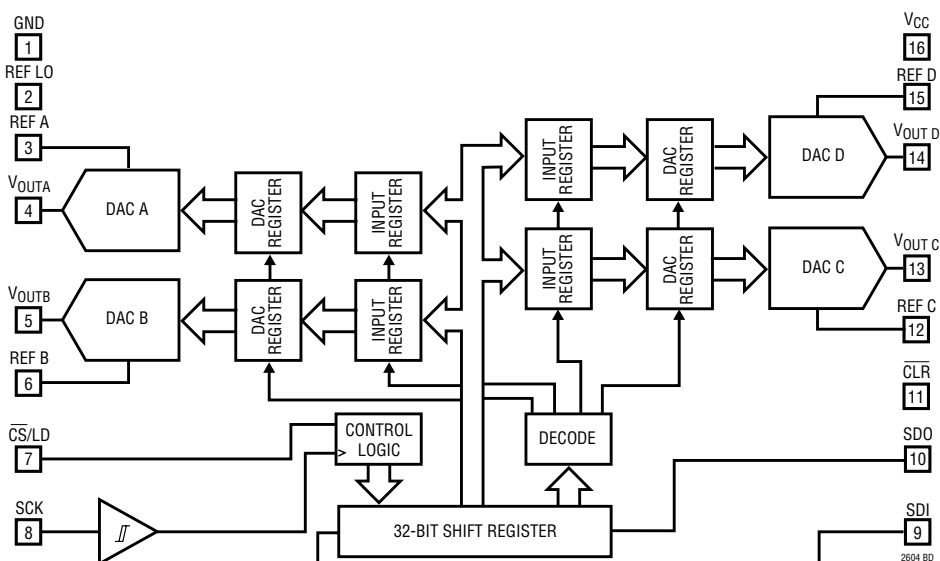 GND
1
REF LO
2
REF A
3
VOUTA
4
VOUTB
5
REF B
6
CS/LD
7
SCK
8
DAC A
DAC
REGISTER
INPUT
REGISTER
DAC B
DAC
REGISTER
INPUT
REGISTER
CONTROL
LOGIC
>
32-BIT SHIFT REGISTER
DECODE
INPUT
REGISTER
DAC
REGISTER
DAC D
INPUT
REGISTER
DAC
REGISTER
DAC C
VCC
16
REF D
15
VOUT D
14
VOUT C
13
REF C
12
CLR
11
SDO
10
SDI
9
2604 BD